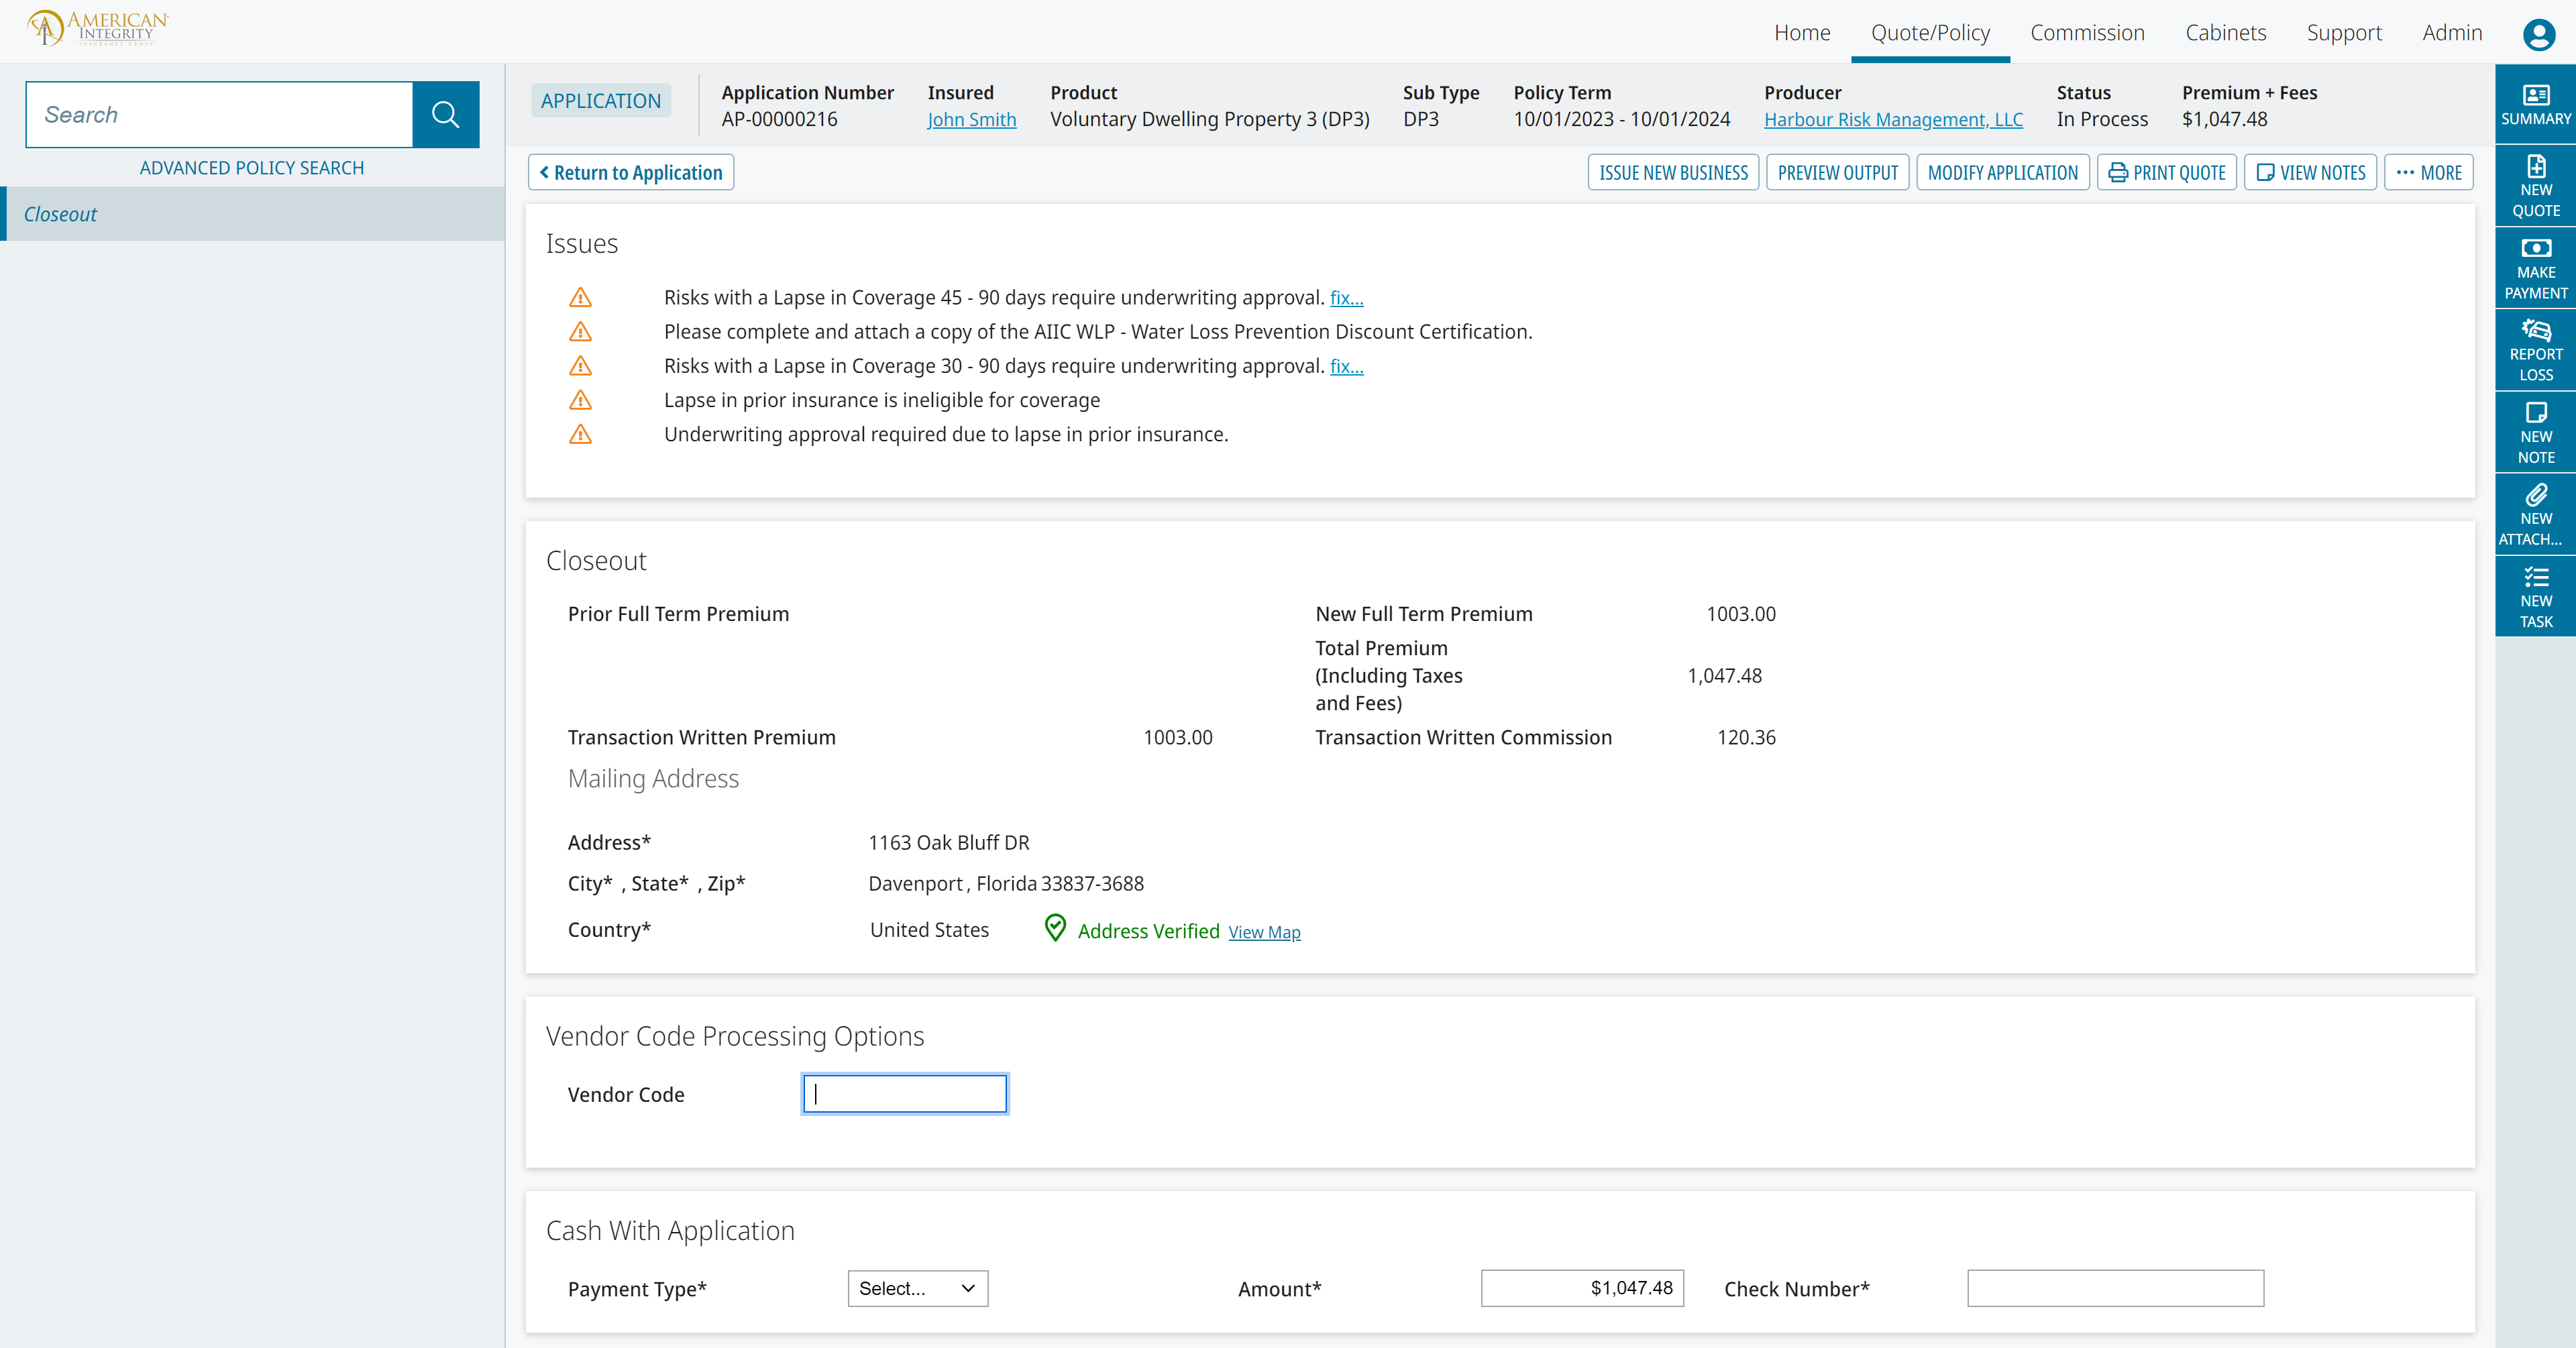 AMERICAN
INTEGRITY
INSURANCE GROUP
Home Quote/Policy Commission Cabinets Support Admin
Search
ADVANCED POLICY SEARCH
Closeout
APPLICATION
Application Number Insured Product Sub Type Policy Term Producer Status Premium + Fees
AP-00000216 John Smith Voluntary Dwelling Property 3 (DP3) DP3 10/01/2023 - 10/01/2024 Harbour Risk Management, LLC In Process $1,047.48
Return to Application ISSUE NEW BUSINESS PREVIEW OUTPUT MODIFY APPLICATION PRINT QUOTE VIEW NOTES ... MORE
Issues
Risks with a Lapse in Coverage 45 - 90 days require underwriting approval. fix...
Please complete and attach a copy of the AIIC WLP - Water Loss Prevention Discount Certification.
Risks with a Lapse in Coverage 30 - 90 days require underwriting approval. fix...
Lapse in prior insurance is ineligible for coverage
Underwriting approval required due to lapse in prior insurance.
Closeout
Prior Full Term Premium New Full Term Premium 1003.00
Total Premium
(Including Taxes 1,047.48
and Fees)
Transaction Written Premium 1003.00 Transaction Written Commission 120.36
Mailing Address
Address* 1163 Oak Bluff DR
City* , State* , Zip* Davenport , Florida 33837-3688
Country* United States Address Verified View Map
Vendor Code Processing Options
Vendor Code
Cash With Application
Payment Type* Select... Amount* $1,047.48 Check Number*
SUMMARY
NEW
QUOTE
MAKE
PAYMENT
REPORT
LOSS
NEW
NOTE
NEW
ATTACH...
NEW
TASK